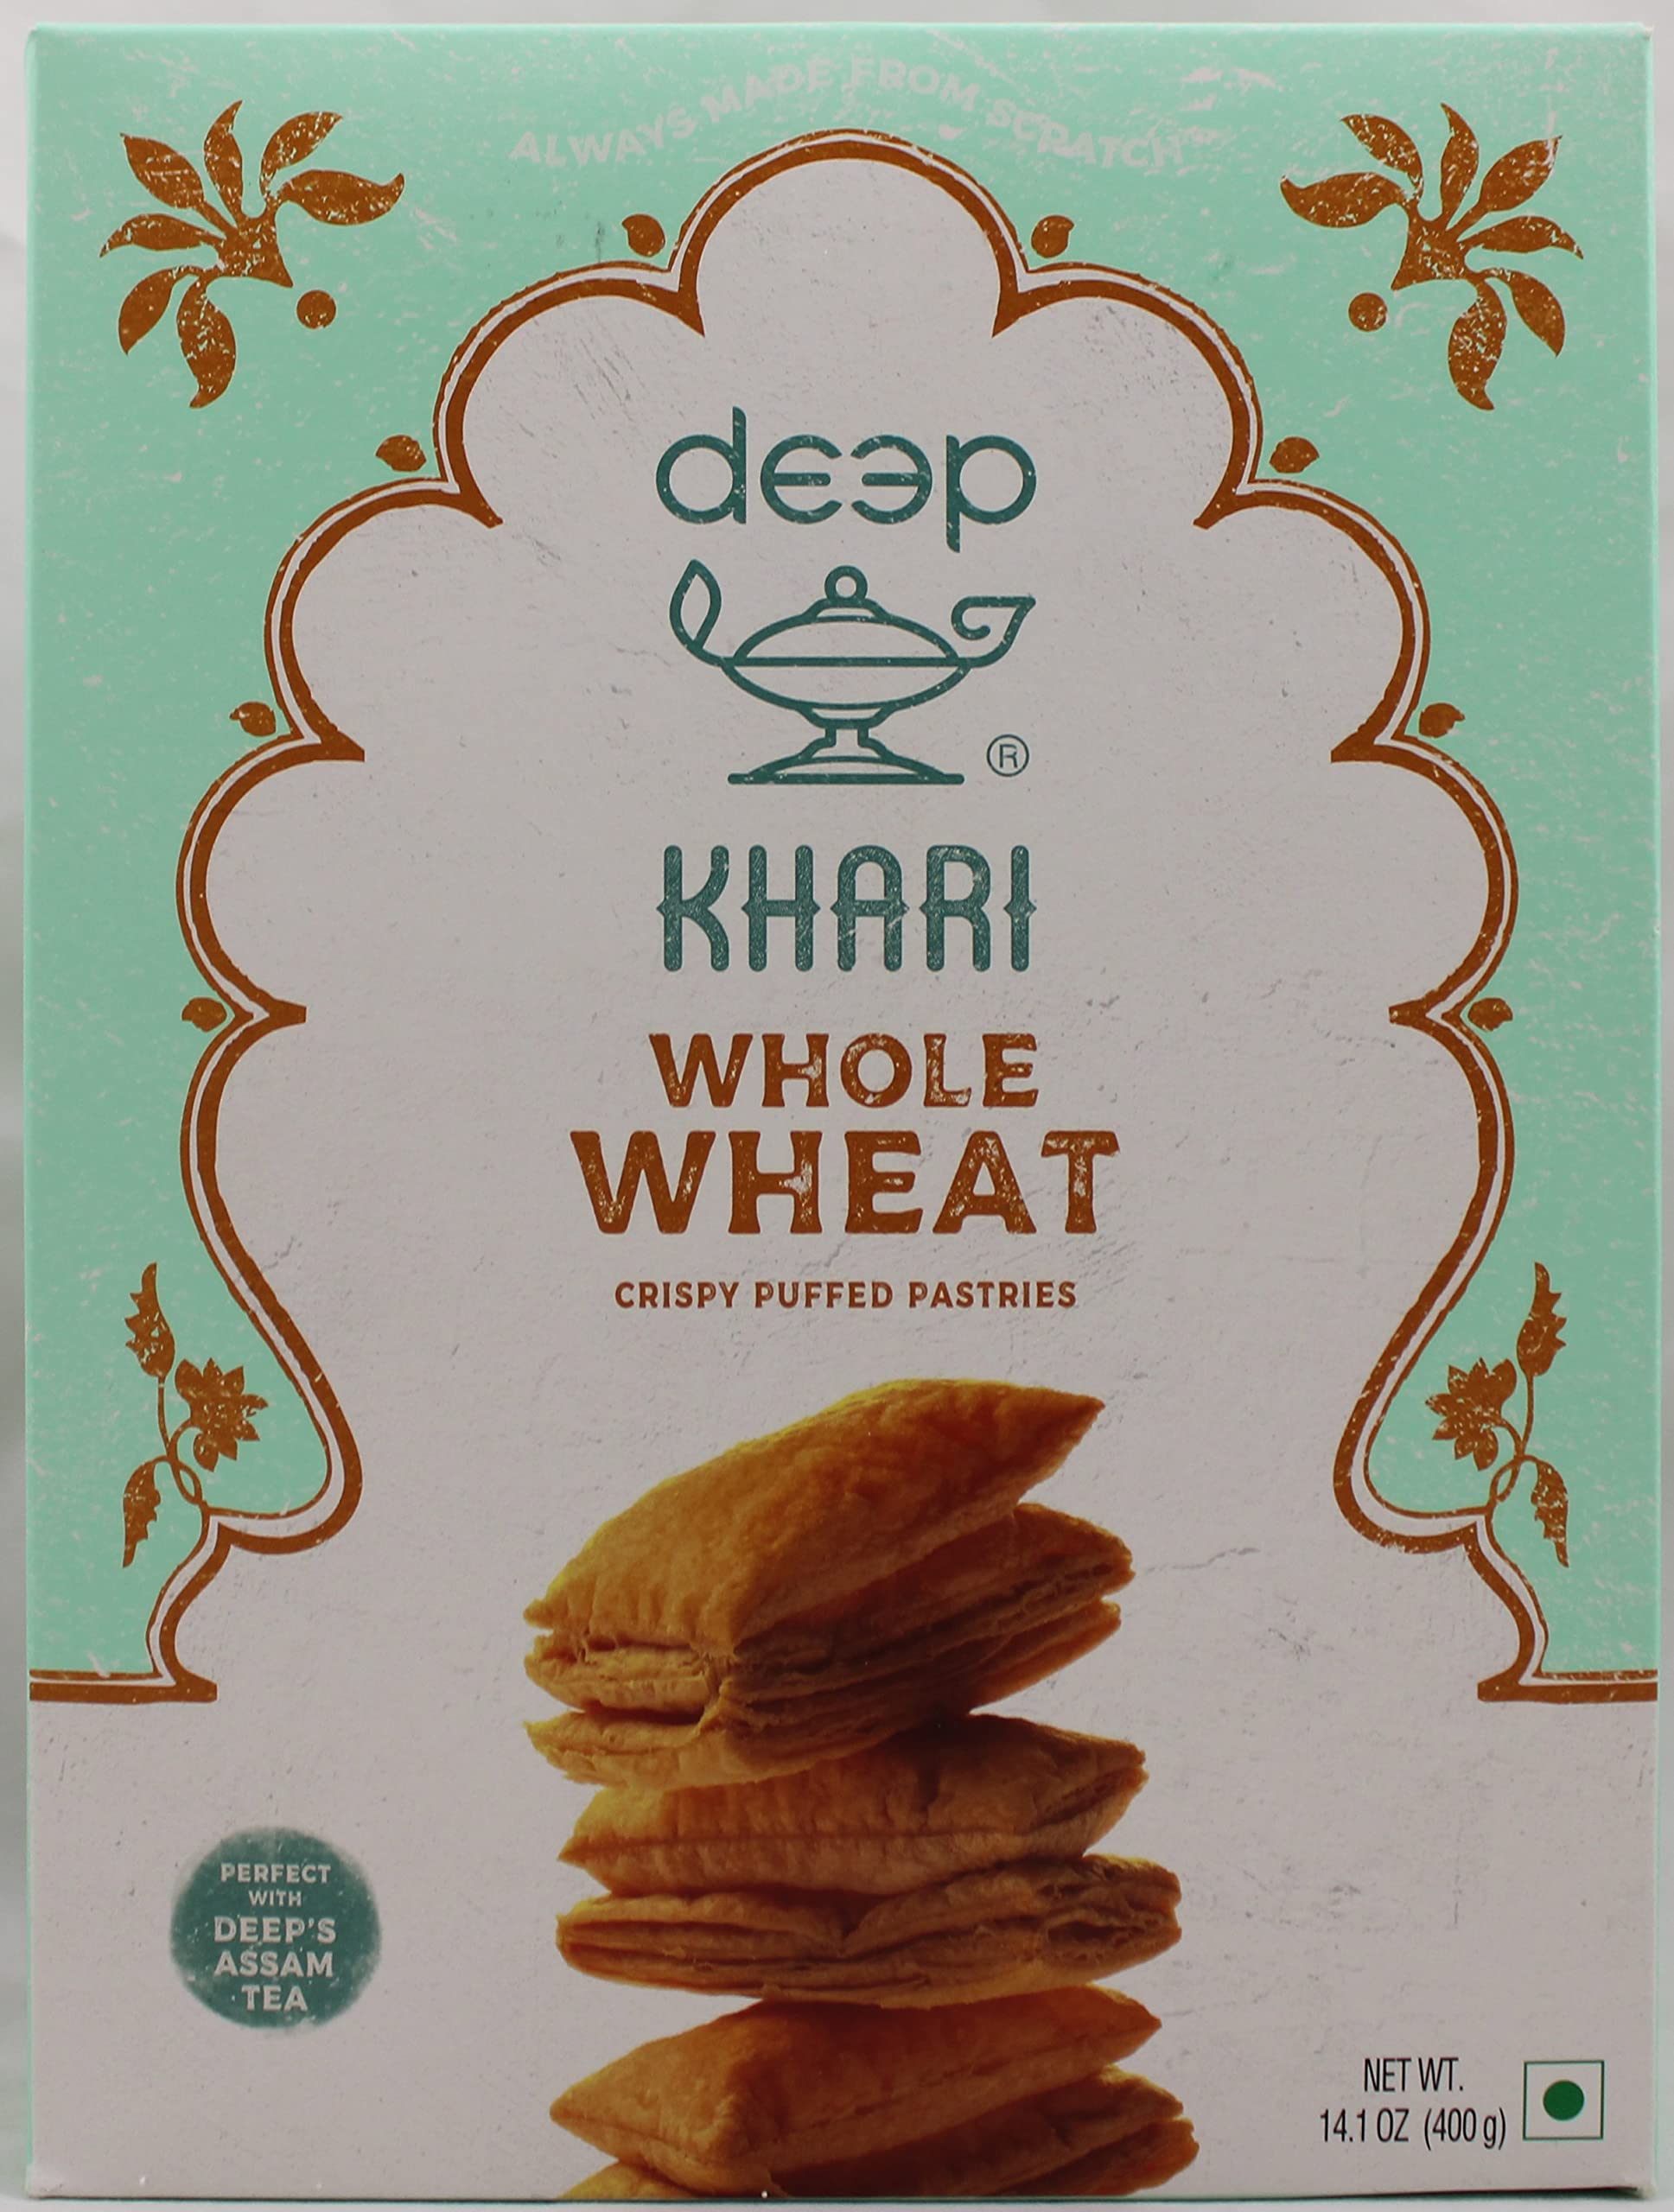 ALWAYS MADE FROM SCRATCH
deep
®
KHARI
WHOLE
WHEAT
CRISPY PUFFED PASTRIES
PERFECT
WITH
DEEP'S
ASSAM
TEA
NET WT.
14.1 OZ (400 g)